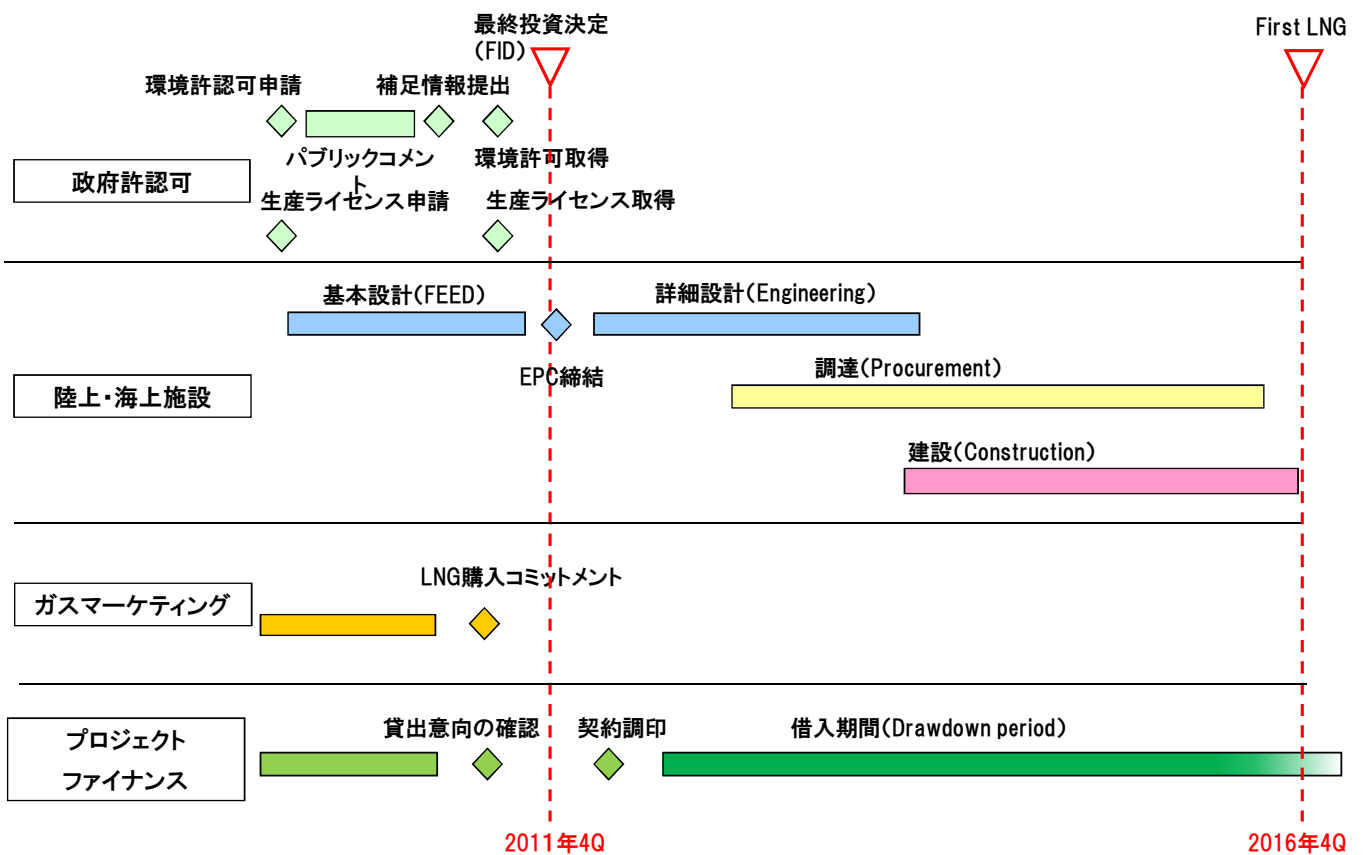 最終投資決定
(FID)
First LNG
環境許認可申請
補足情報提出
パブリックコメン
ト
環境許可取得
政府許認可
生産ライセンス申請
生産ライセンス取得
基本設計(FEED)
詳細設計(Engineering)
EPC締結
調達(Procurement)
陸上・海上施設
建設(Construction)
LNG購入コミットメント
ガスマーケティング
プロジェクト
ファイナンス
貸出意向の確認
契約調印
借入期間(Drawdown period)
2011年4Q
2016年4Q